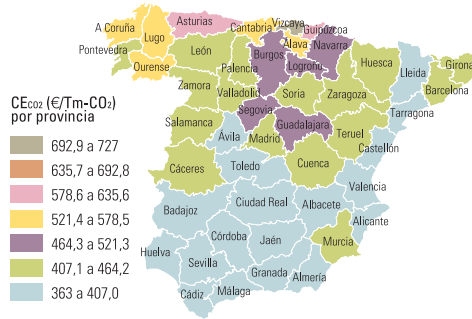 Vizcaya
A Coruña Asturias Cantabria Guipúzcoa
Lugo Álava
Pontevedra León Burgos Navarra
Ourense Palencia Logroño Huesca Lleida Girona
Zamora Valladolid Soria Zaragoza Barcelona
CEco2 (€/Tm-CO2)
por provincia
Segovia Tarragona
Salamanca Guadalajara
Ávila Madrid Teruel Castellón
692,9 a 727
635,7 a 692,8
578,6 a 635,6
521,4 a 578,5
464,3 a 521,3
407,1 a 464,2
363 a 407,0
Cáceres Toledo Cuenca
Valencia
Badajoz Ciudad Real Albacete
Alicante
Córdoba Jaén Murcia
Huelva Sevilla
Granada Almería
Cádiz Málaga